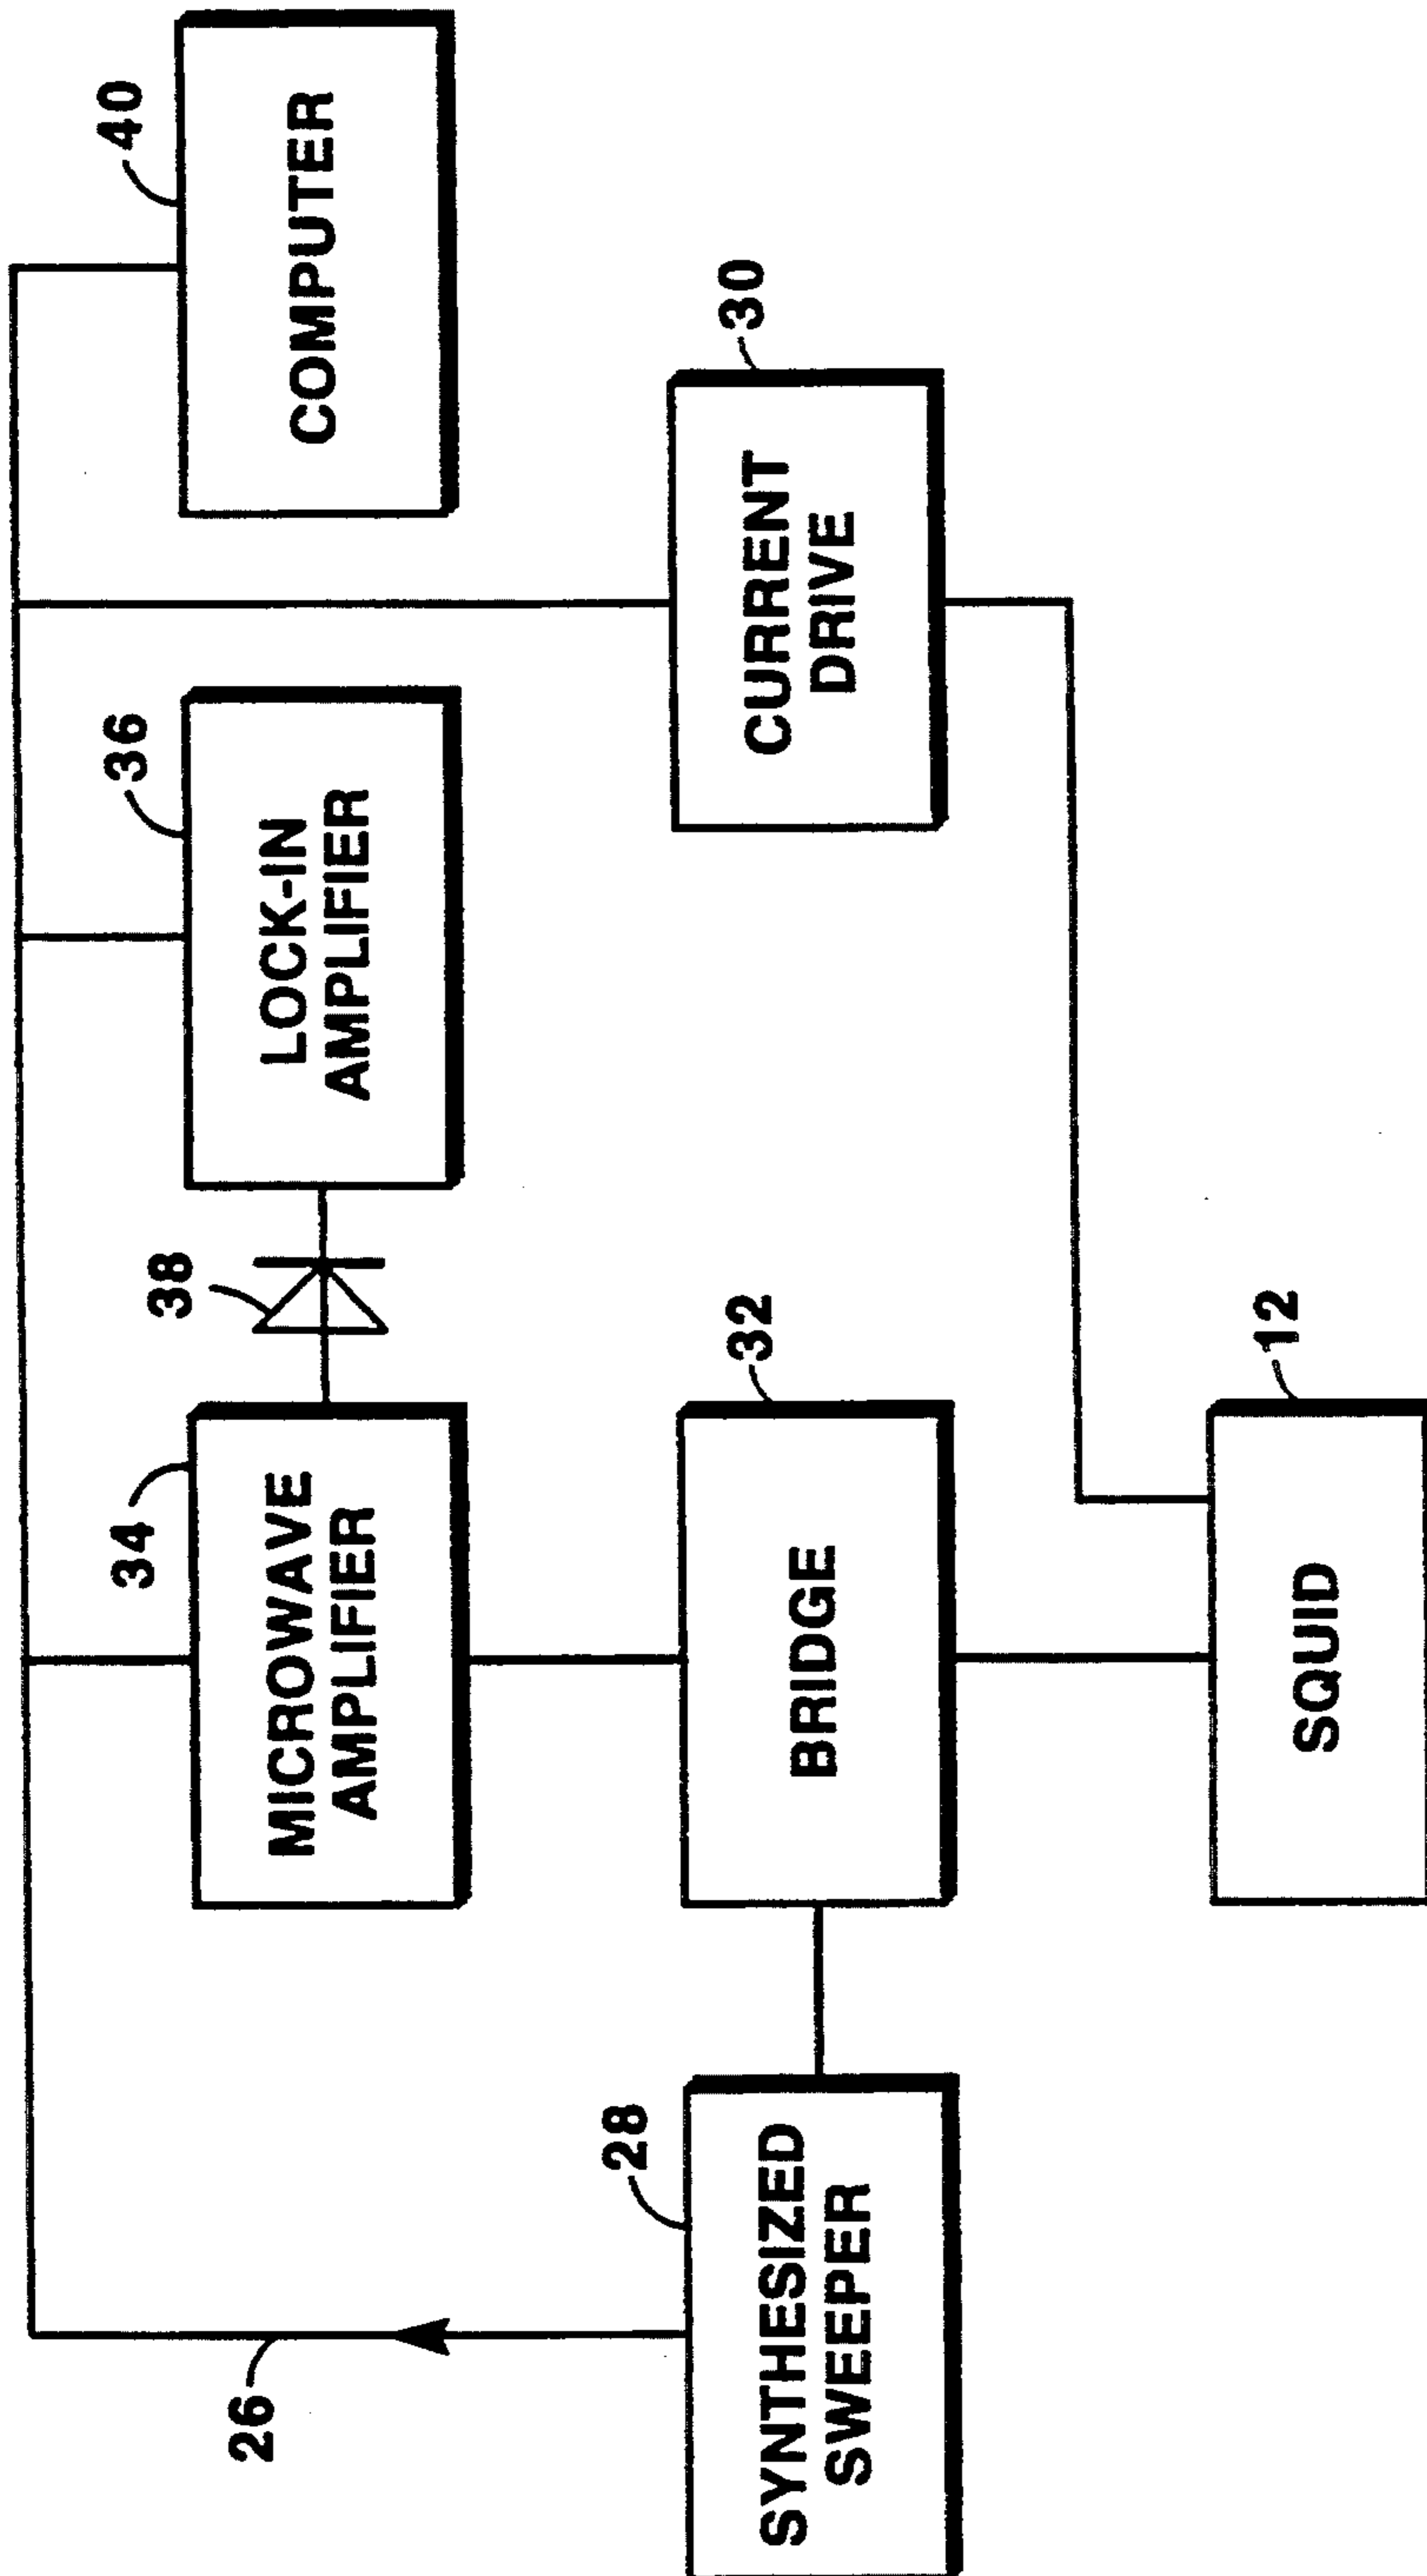 26
34
MICROWAVE
AMPLIFIER
38
36
LOCK-IN
AMPLIFIER
40
COMPUTER
28
SYNTHESIZED
SWEEPER
32
BRIDGE
30
CURRENT
DRIVE
12
SQUID